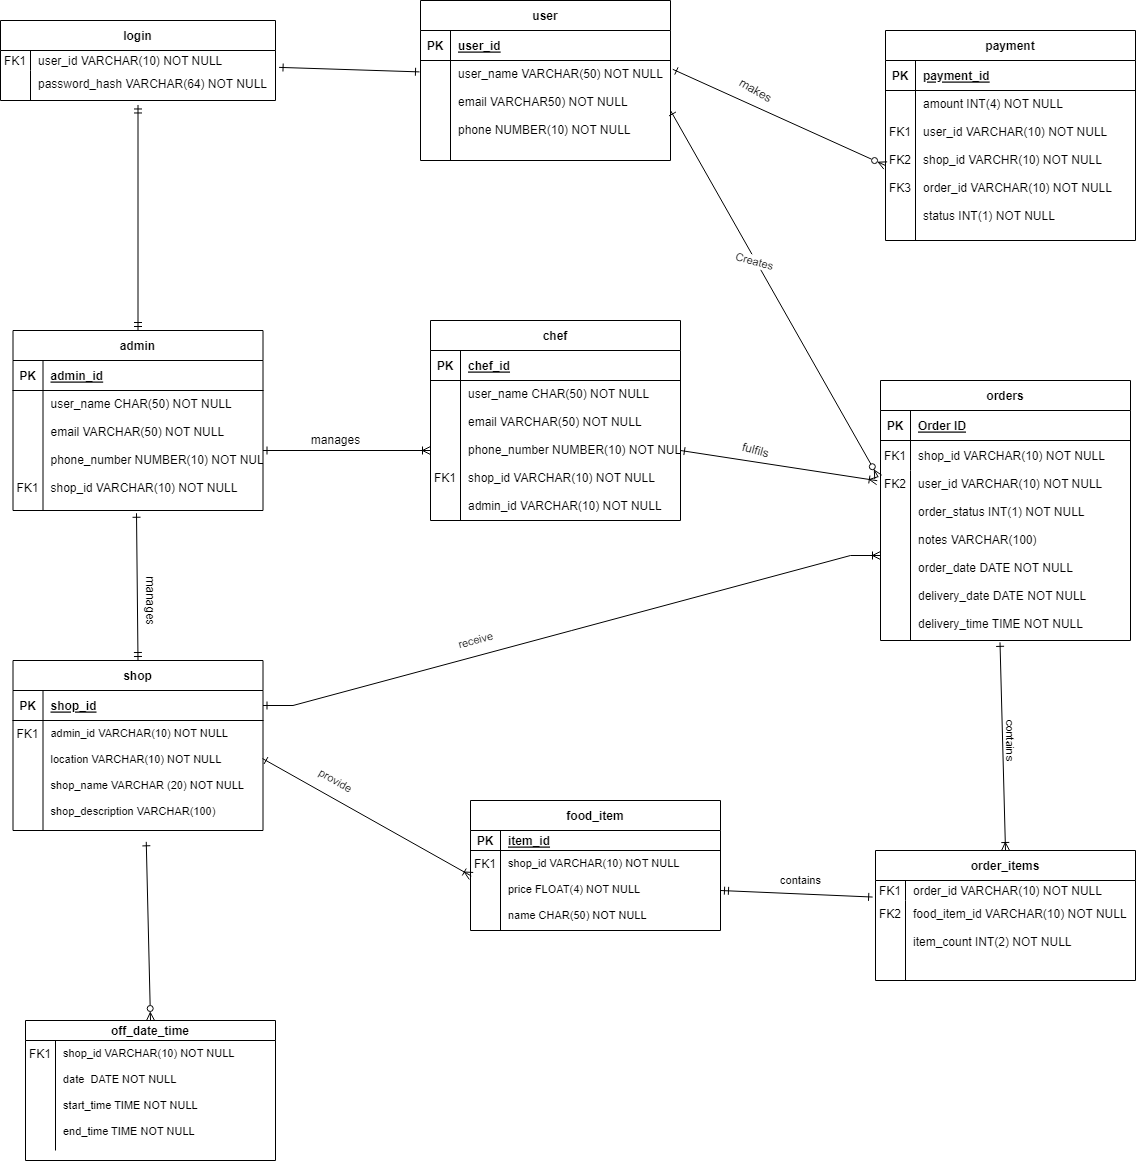 login
FK1 user_id VARCHAR(10) NOT NULL
password_hash VARCHAR(64) NOT NULL
user
PK user_id
user_name VARCHAR(50) NOT NULL
email VARCHAR50) NOT NULL
phone NUMBER(10) NOT NULL
makes
Creates
payment
PK payment_id
amount INT(4) NOT NULL
FK1 user_id VARCHAR(10) NOT NULL
FK2 shop_id VARCHR(10) NOT NULL
FK3 order_id VARCHAR(10) NOT NULL
status INT(1) NOT NULL
admin
PK admin_id
user_name CHAR(50) NOT NULL
email VARCHAR(50) NOT NULL
phone_number NUMBER(10) NOT NUL
FK1 shop_id VARCHAR(10) NOT NULL
manages
chef
PK chef_id
user_name CHAR(50) NOT NULL
email VARCHAR(50) NOT NULL
phone_number NUMBER(10) NOT NUL
FK1 shop_id VARCHAR(10) NOT NULL
admin_id VARCHAR(10) NOT NULL
fulfils
orders
PK Order ID
FK1 shop_id VARCHAR(10) NOT NULL
FK2 user_id VARCHAR(10) NOT NULL
order_status INT(1) NOT NULL
notes VARCHAR(100)
order_date DATE NOT NULL
delivery_date DATE NOT NULL
delivery_time TIME NOT NULL
manages
receive
shop
PK shop_id
FK1 admin_id VARCHAR(10) NOT NULL
location VARCHAR(10) NOT NULL
shop_name VARCHAR (20) NOT NULL
shop_description VARCHAR(100)
provide
contains
food_item
PK item_id
FK1 shop_id VARCHAR(10) NOT NULL
price FLOAT(4) NOT NULL
name CHAR(50) NOT NULL
contains
order_items
FK1 order_id VARCHAR(10) NOT NULL
FK2 food_item_id VARCHAR(10) NOT NULL
item_count INT(2) NOT NULL
off_date_time
FK1 shop_id VARCHAR(10) NOT NULL
date DATE NOT NULL
start_time TIME NOT NULL
end_time TIME NOT NULL